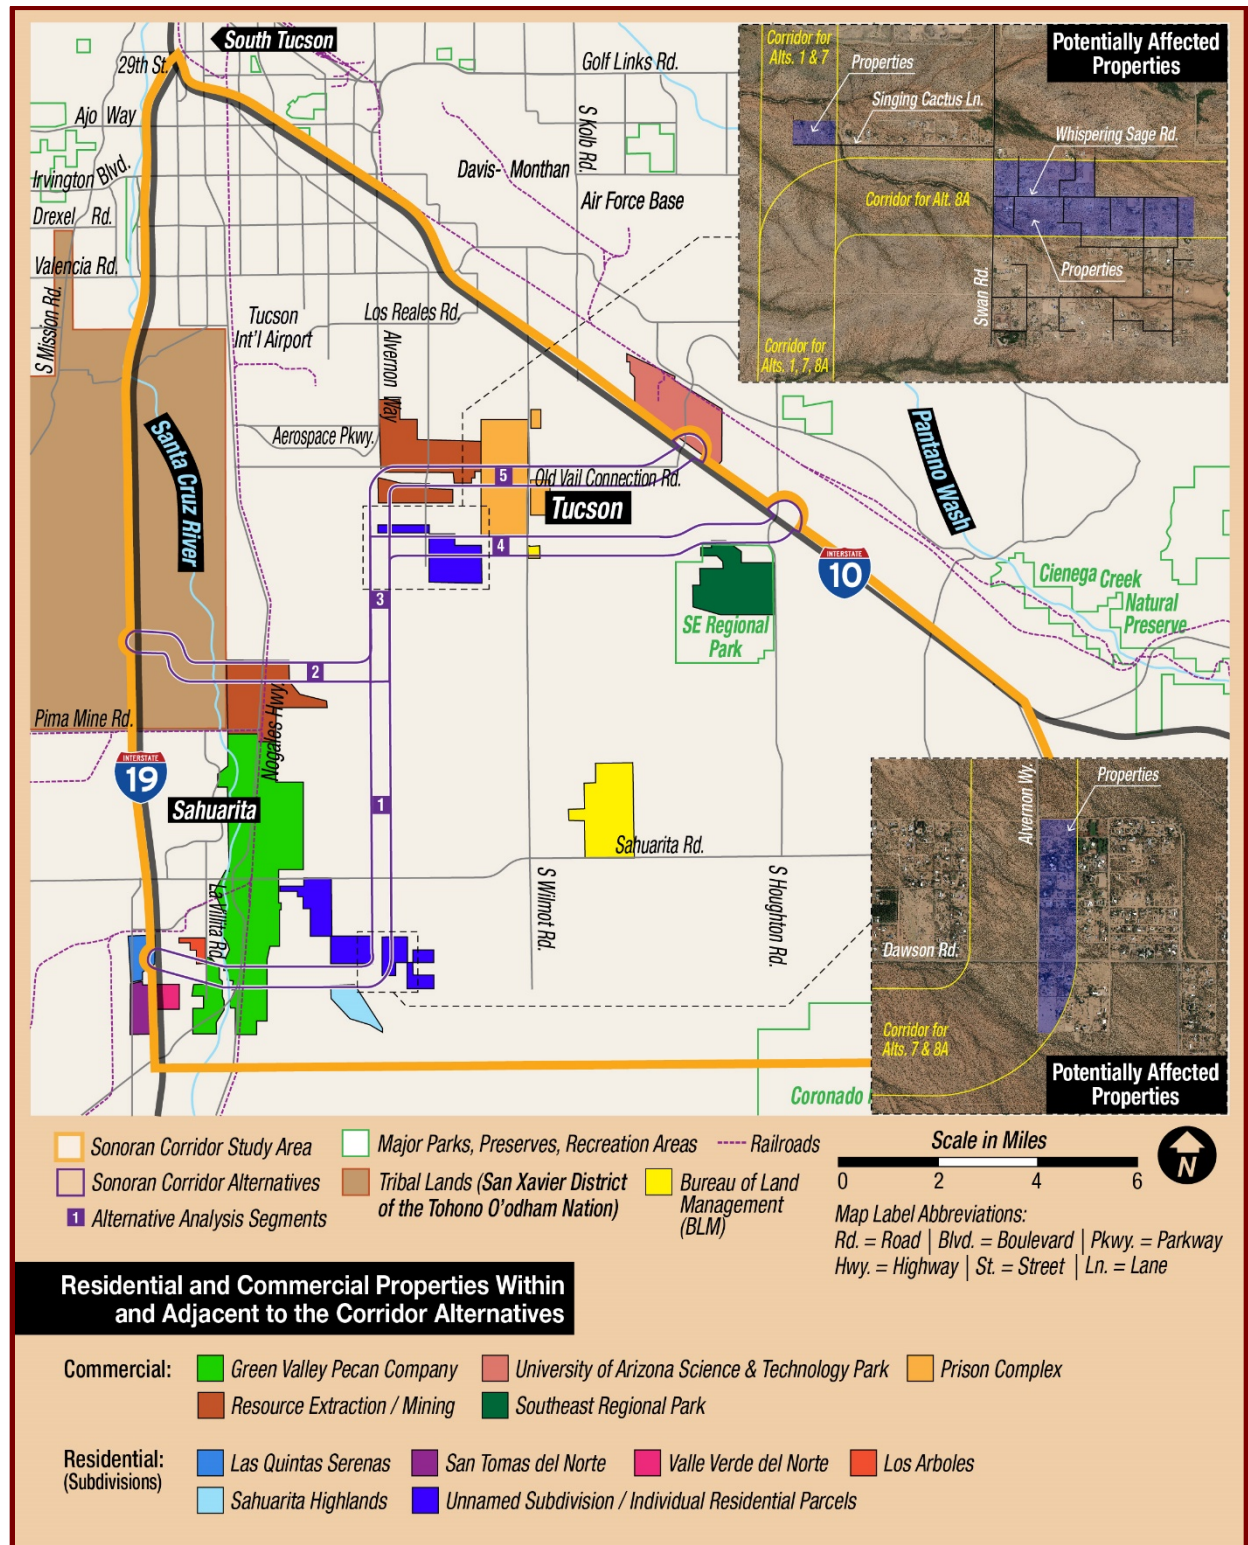 South Tucson
29th St.
Golf Links Rd.
Ajo Way
S Kolb Rd.
Irvington Blvd.
Davis- Monthan
Air Force Base
Drexel Rd.
Valencia Rd.
S Mission Rd.
Tucson
Int'l Airport
Los Reales Rd.
Alvernon Way
Aerospace Pkwy.
Santa Cruz River
Old Vail Connection Rd.
Tucson
Pantano Wash
5
4
3
2
1
INTERSTATE
10
Cienega Creek
Natural
Preserve
SE Regional
Park
Pima Mine Rd.
Nogales Hwy.
INTERSTATE
19
Sahuarita
Sahuarita Rd.
La Villita Rd.
S Wilmot Rd.
S Houghton Rd.
Coronado
Corridor for
Alts. 1 & 7
Properties
Singing Cactus Ln.
Potentially Affected
Properties
Whispering Sage Rd.
Corridor for Alt. 8A
Properties
Swan Rd.
Corridor for
Alts. 1, 7, 8A
Alvernon Wy.
Properties
Dawson Rd.
Corridor for
Alts. 7 & 8A
Potentially Affected
Properties
Sonoran Corridor Study Area
Sonoran Corridor Alternatives
1 Alternative Analysis Segments
Major Parks, Preserves, Recreation Areas
Tribal Lands (San Xavier District
of the Tohono O'odham Nation)
Railroads
Bureau of Land
Management
(BLM)
Scale in Miles
0 2 4 6
N
Map Label Abbreviations:
Rd. = Road | Blvd. = Boulevard | Pkwy. = Parkway
Hwy. = Highway | St. = Street | Ln. = Lane
Residential and Commercial Properties Within
and Adjacent to the Corridor Alternatives
Commercial:
Green Valley Pecan Company
University of Arizona Science & Technology Park
Prison Complex
Resource Extraction / Mining
Southeast Regional Park
Residential:
(Subdivisions)
Las Quintas Serenas
San Tomas del Norte
Valle Verde del Norte
Los Arboles
Sahuarita Highlands
Unnamed Subdivision / Individual Residential Parcels